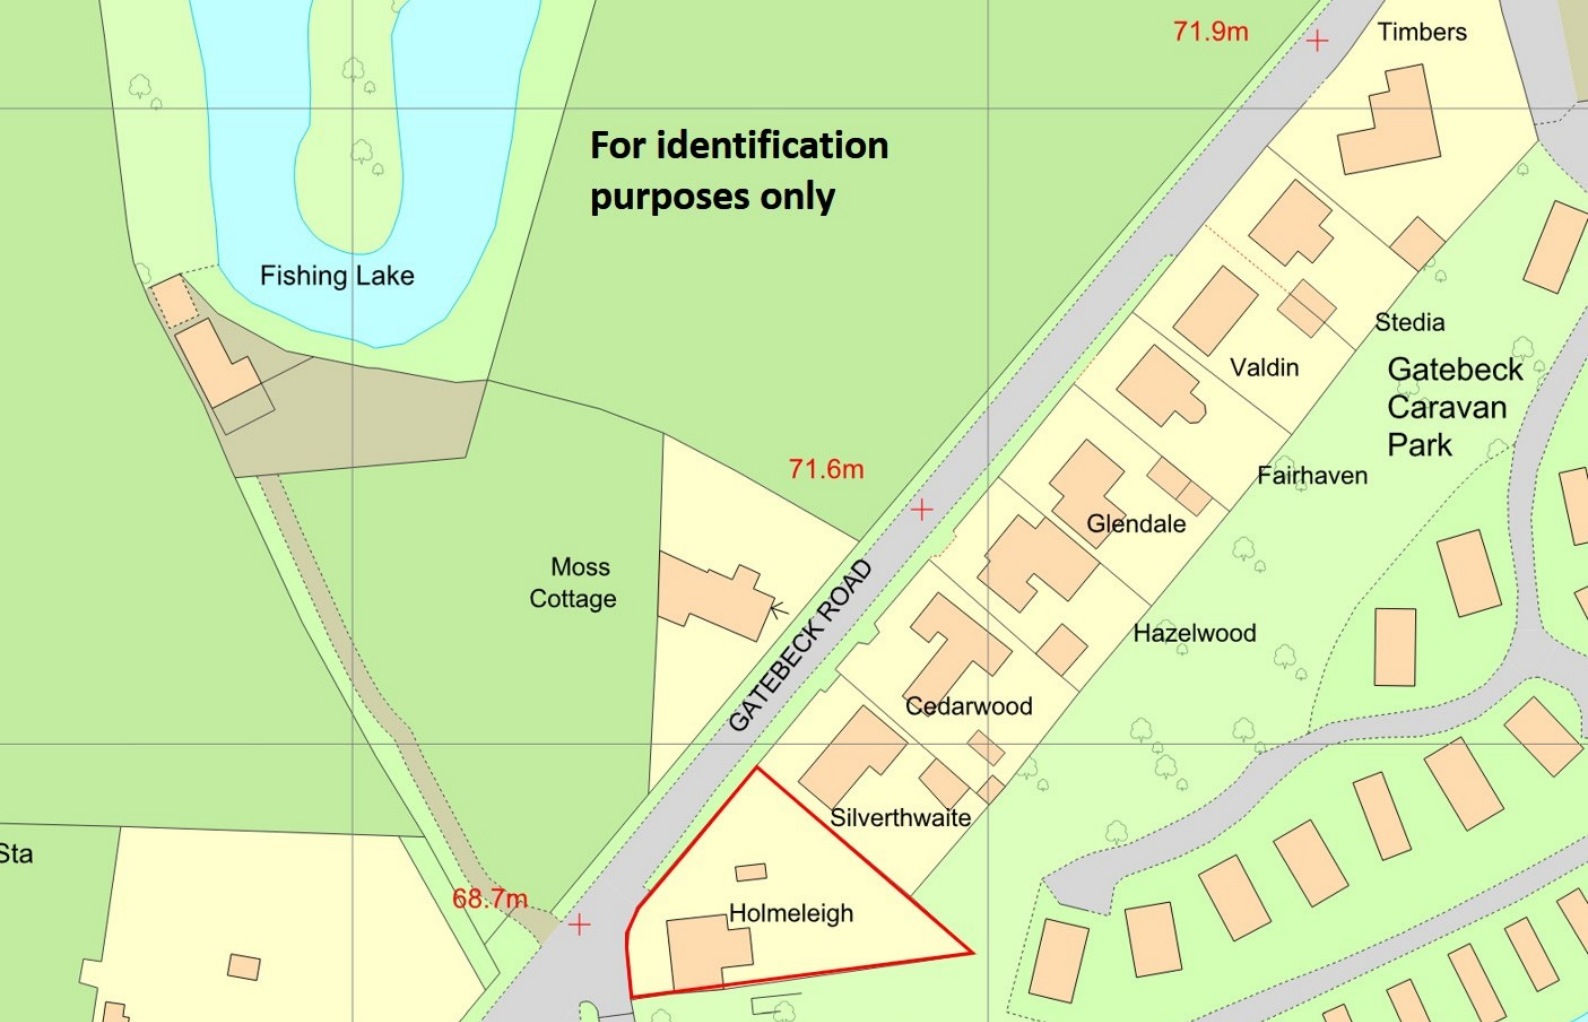 71.9m
Timbers
For identification
purposes only
Fishing Lake
Stedia
Valdin
Gatebeck
Caravan
Park
71.6m
Fairhaven
Glendale
Moss
Cottage
GATEBECK ROAD
Hazelwood
Cedarwood
Silverthwaite
Sta
68.7m
Holmeleigh